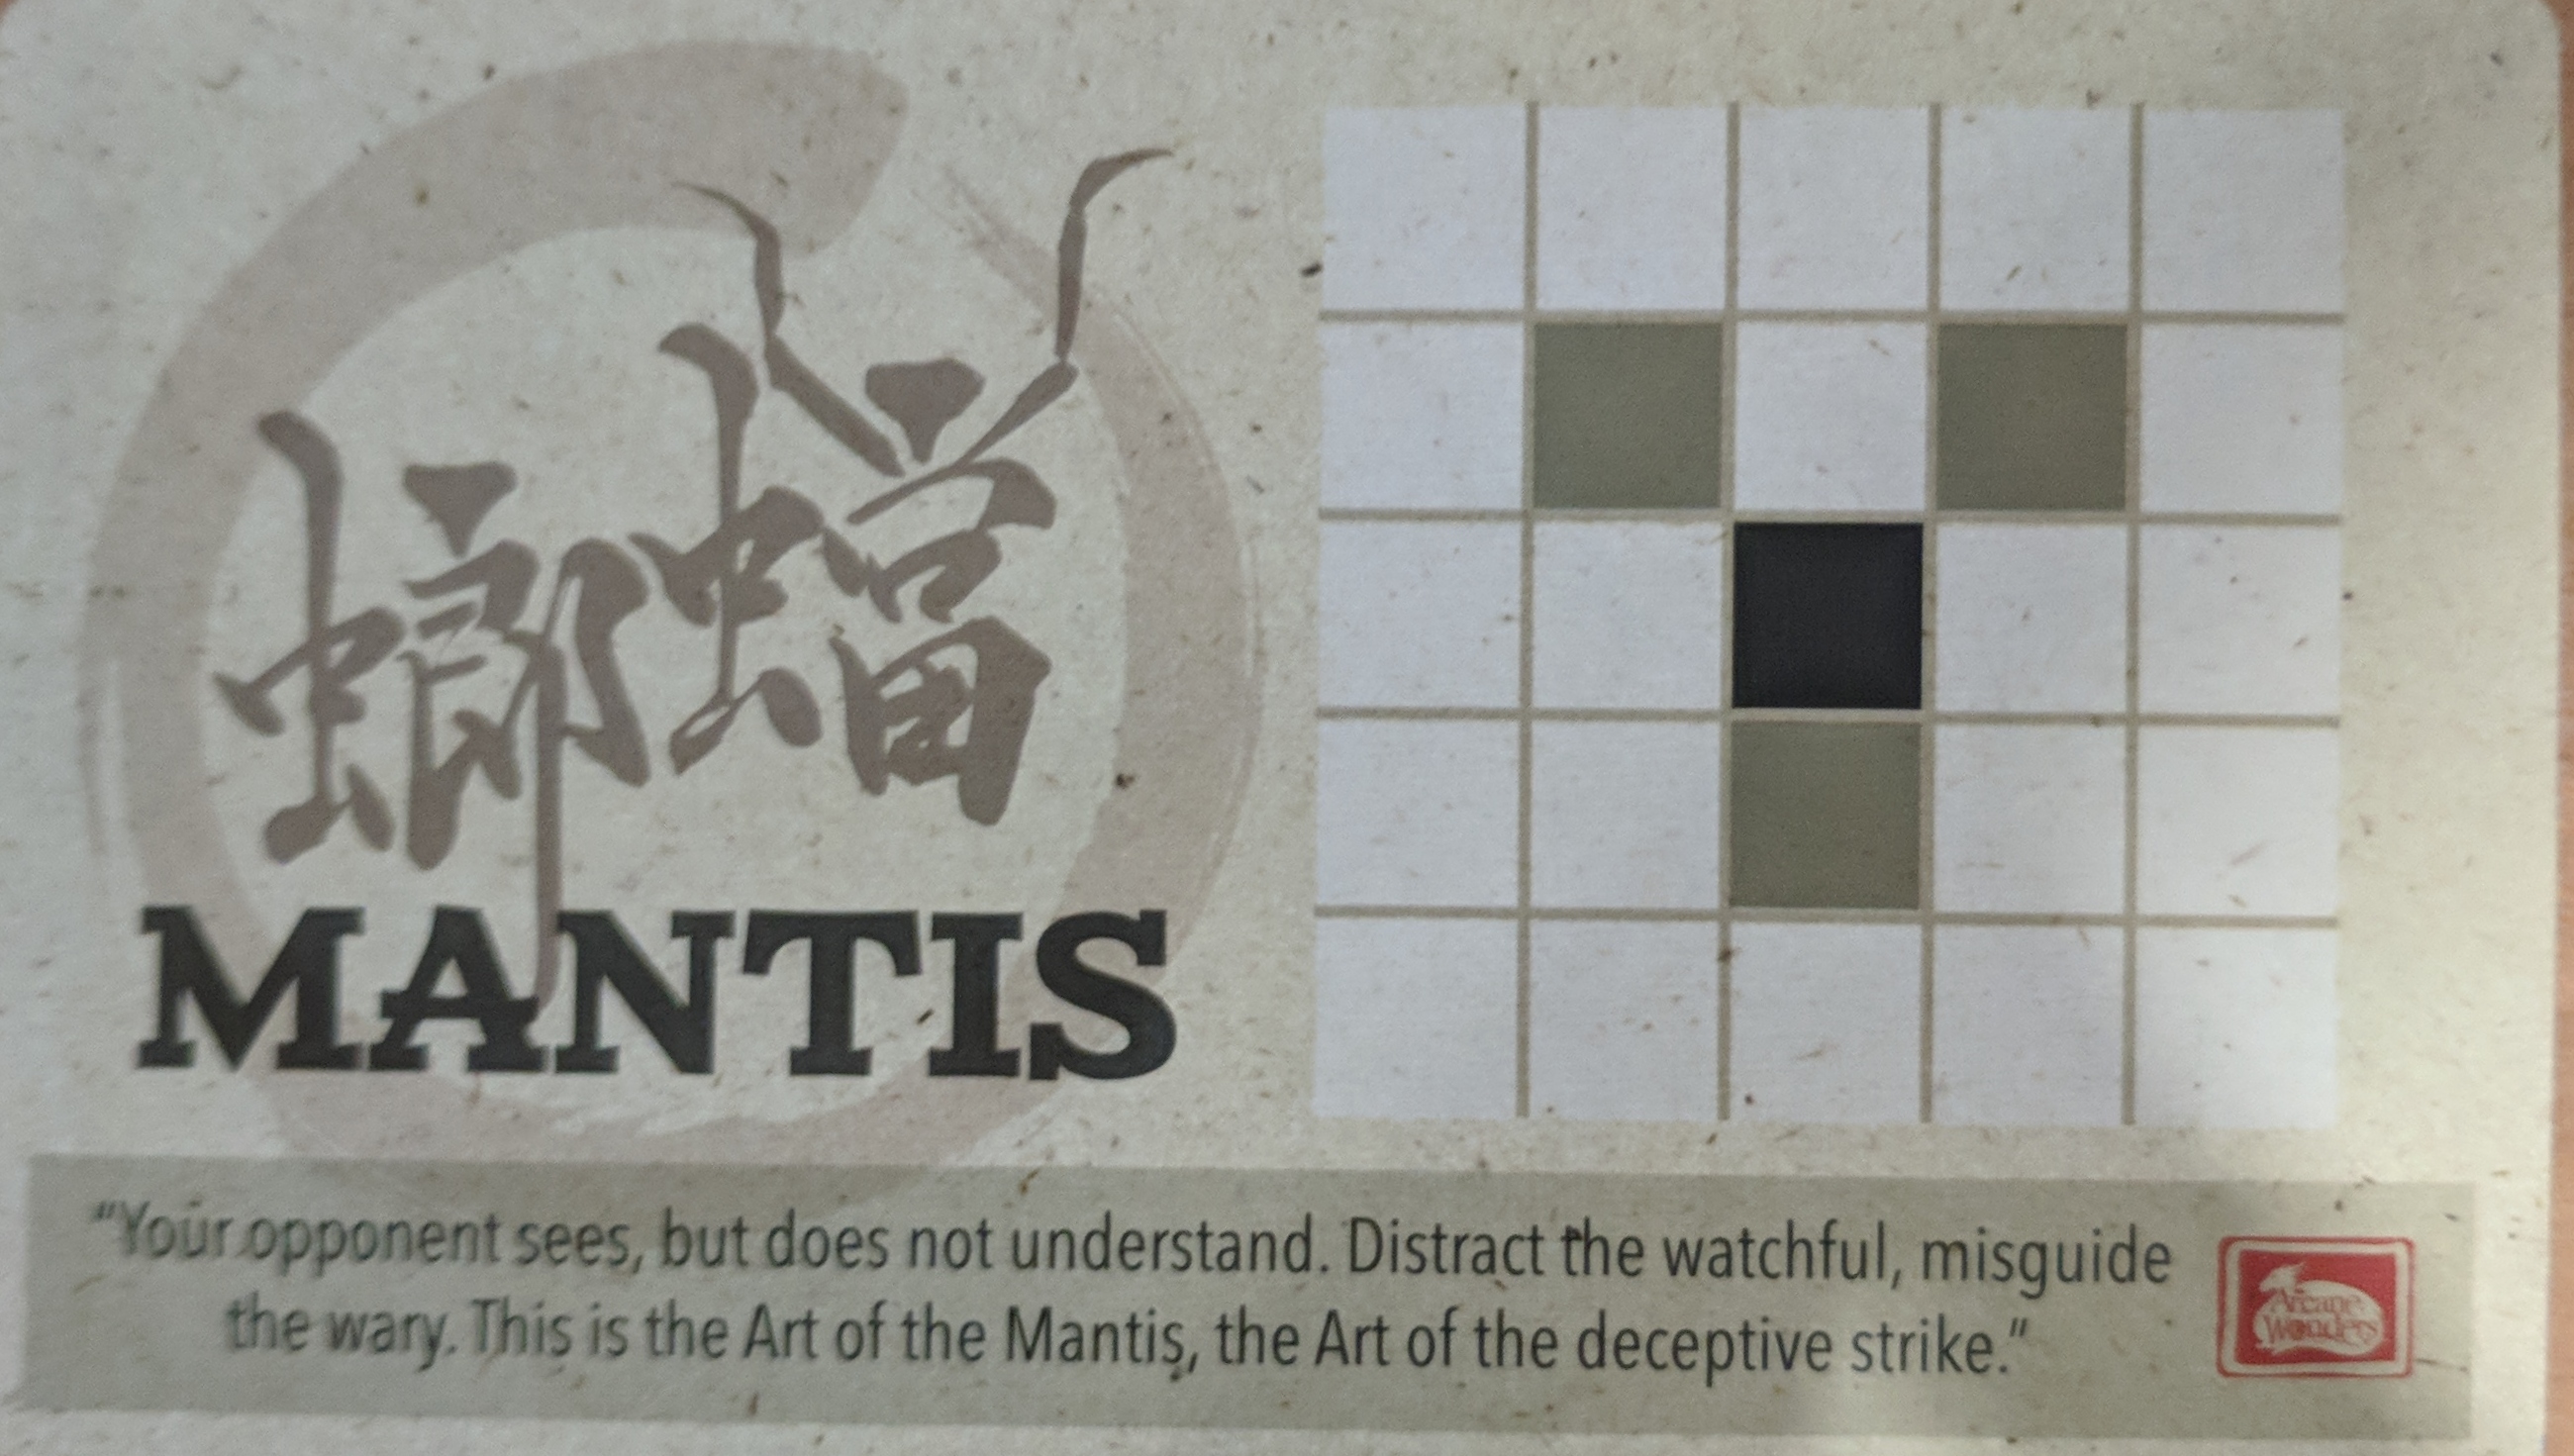 螂蟷
MANTIS
“Your opponent sees, but does not understand. Distract the watchful, misguide
the wary. This is the Art of the Mantis, the Art of the deceptive strike.”
Arcane
Wonders